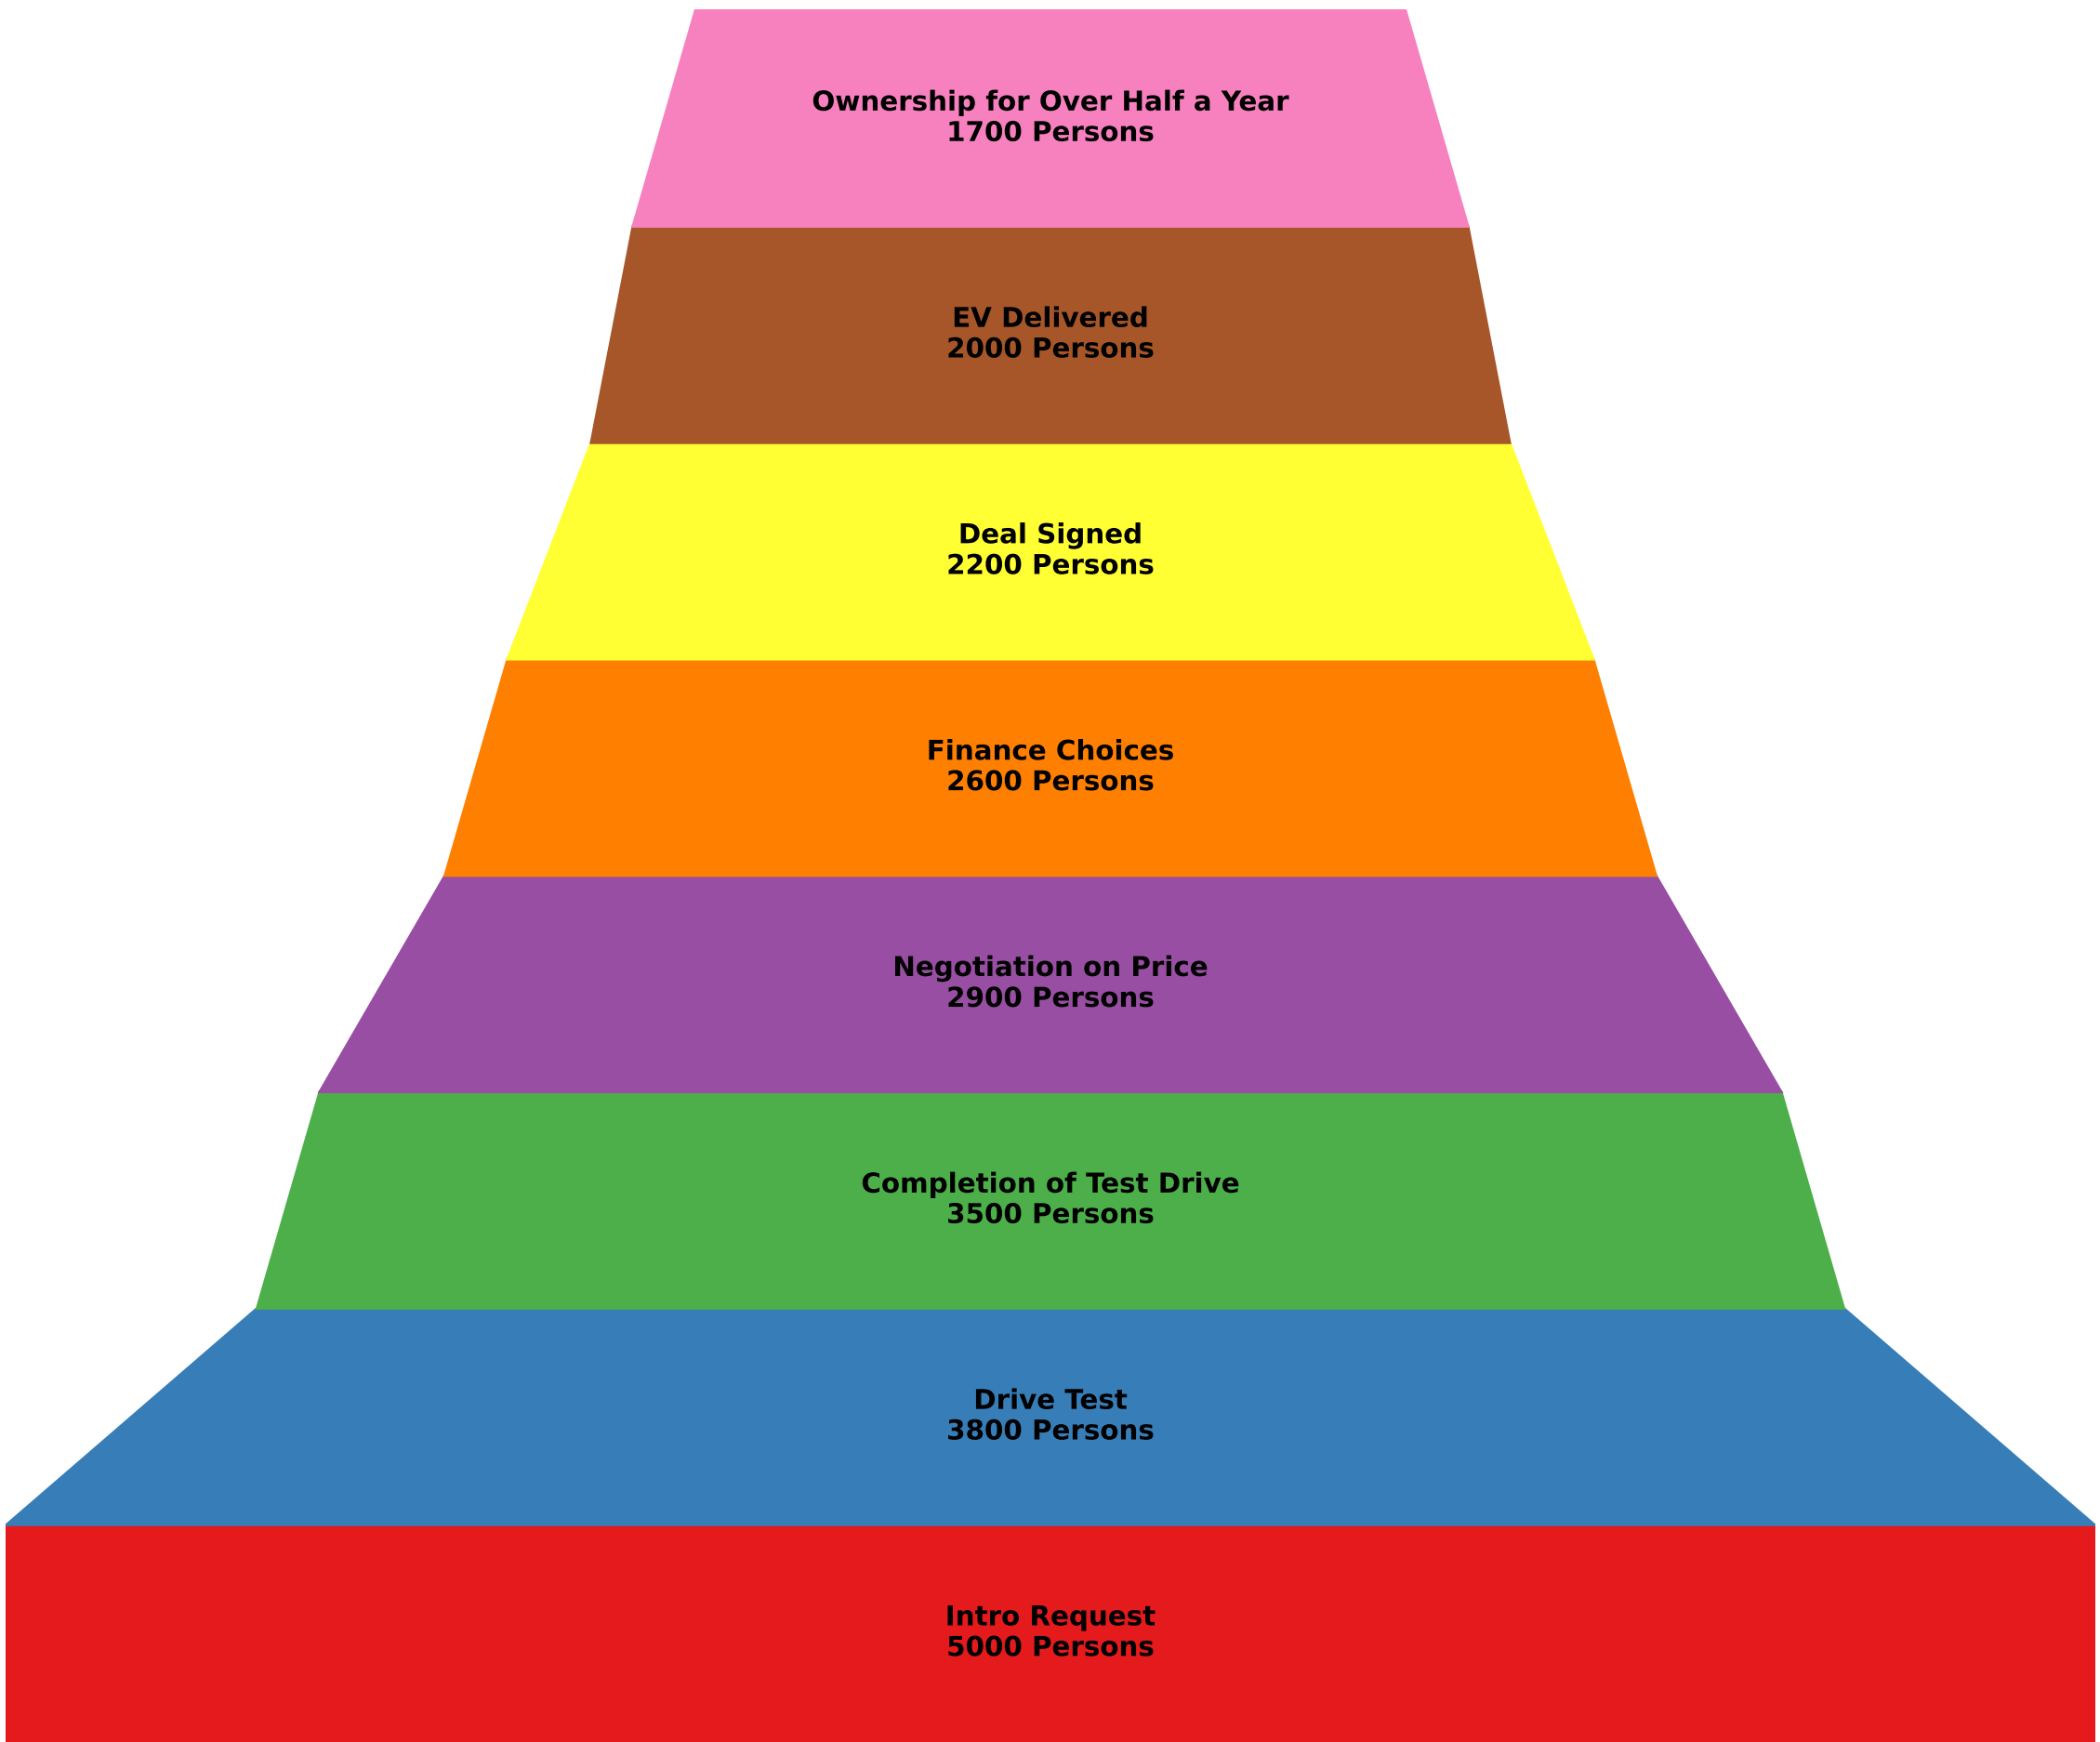 Ownership for Over Half a Year
1700 Persons
EV Delivered
2000 Persons
Deal Signed
2200 Persons
Finance Choices
2600 Persons
Negotiation on Price
2900 Persons
Completion of Test Drive
3500 Persons
Drive Test
3800 Persons
Intro Request
5000 Persons